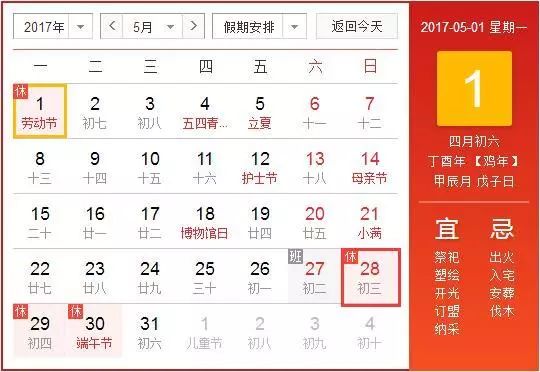 2017年 5月 假期安排 返回今天
一 二 三 四 五 六 日
休
1 2 3 4 5 6 7
劳动节 初七 初八 五四青... 立夏 十一 十二
8 9 10 11 12 13 14
十三 十四 十五 十六 护士节 十八 母亲节
15 16 17 18 19 20 21
二十 廿一 廿二 博物馆日 廿四 廿五 小满
班 休
22 23 24 25 26 27 28
廿七 廿八 廿九 三十 初一 初二 初三
休 休
29 30 31 1 2 3 4
初四 端午节 初六 儿童节 初八 初九 初十
2017-05-01 星期一
1
四月初六
丁酉年 【鸡年】
甲辰月 戊子日
宜 忌
祭祀 出火
塑绘 入宅
开光 安葬
订盟 伐木
纳采